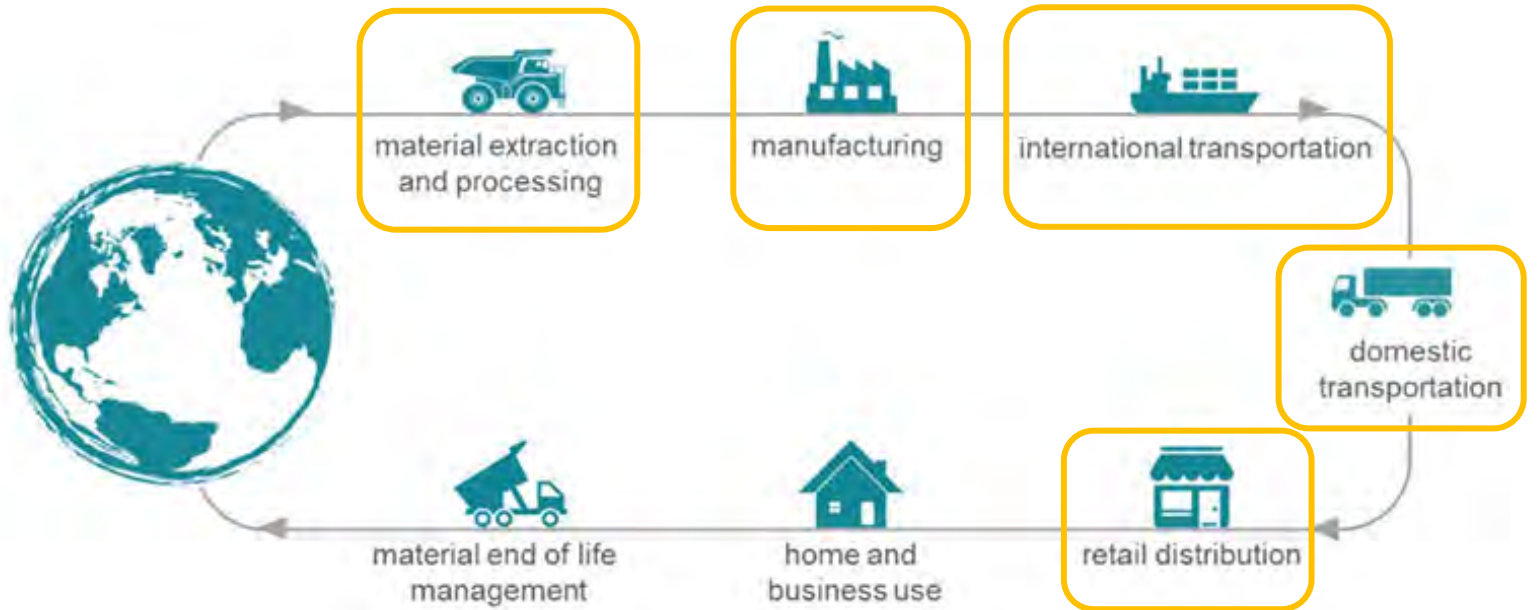 material extraction
and processing
manufacturing
international transportation
domestic
transportation
retail distribution
home and
business use
material end of life
management